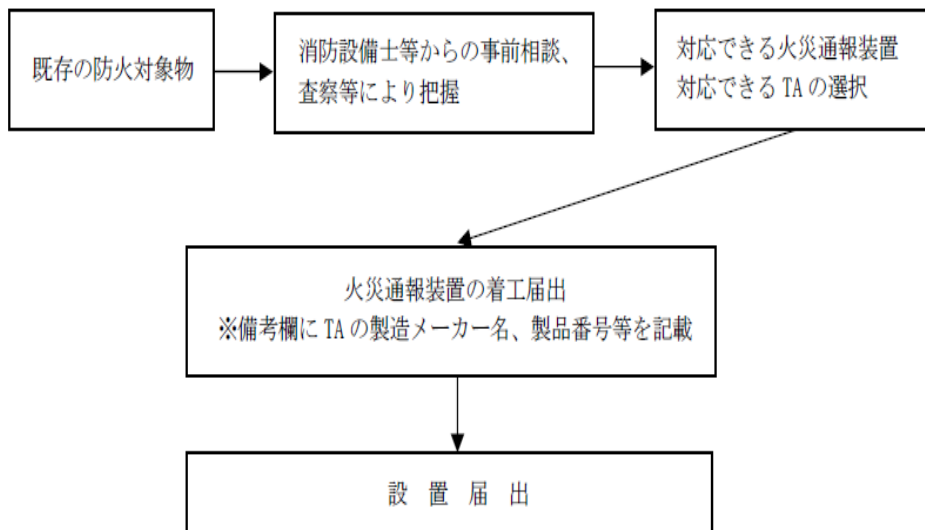 既存の防火対象物
消防設備士等からの事前相談、
査察等により把握
対応できる火災通報装置
対応できる TA の選択
火災通報装置の着工届出
※備考欄に TA の製造メーカー名、製品番号等を記載
設 置 届 出